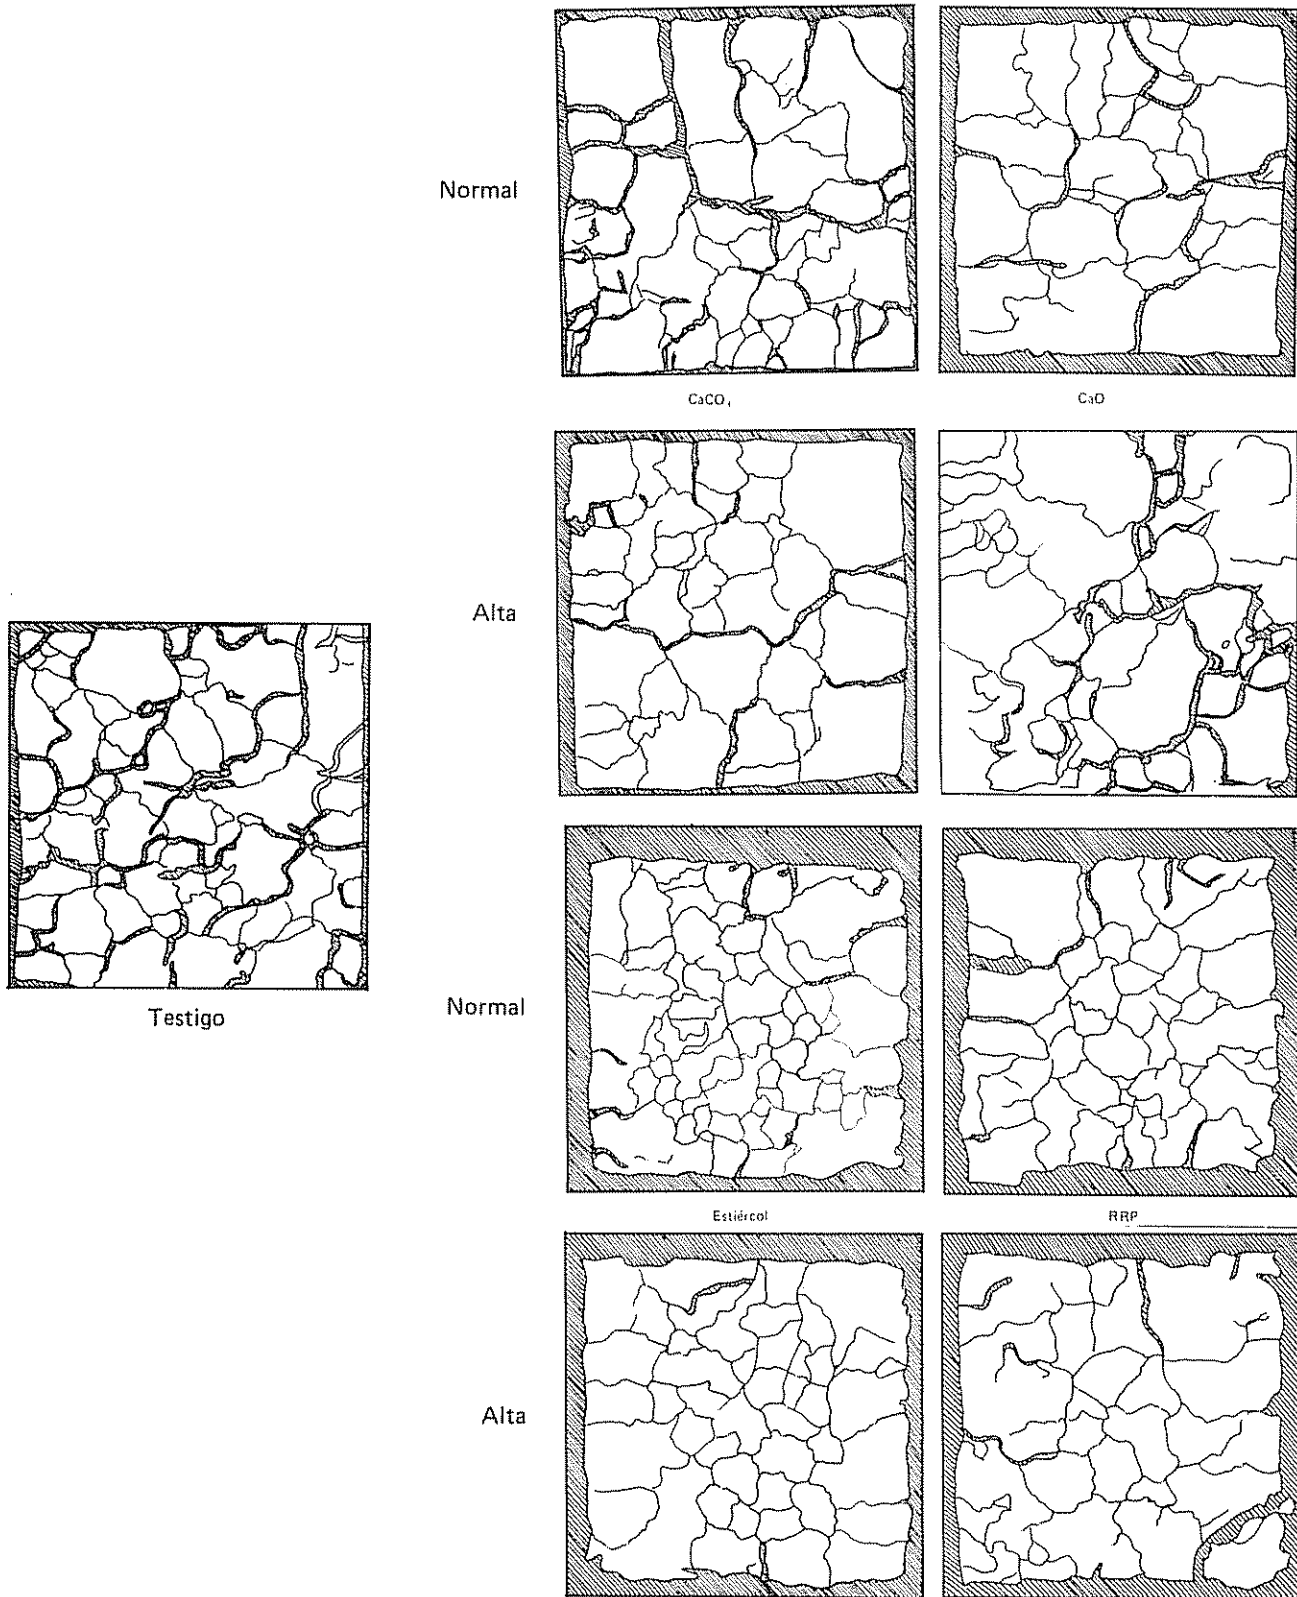 Normal
CaCO₃
CaO
Alta
Testigo
Normal
Estiércol
RRP
Alta